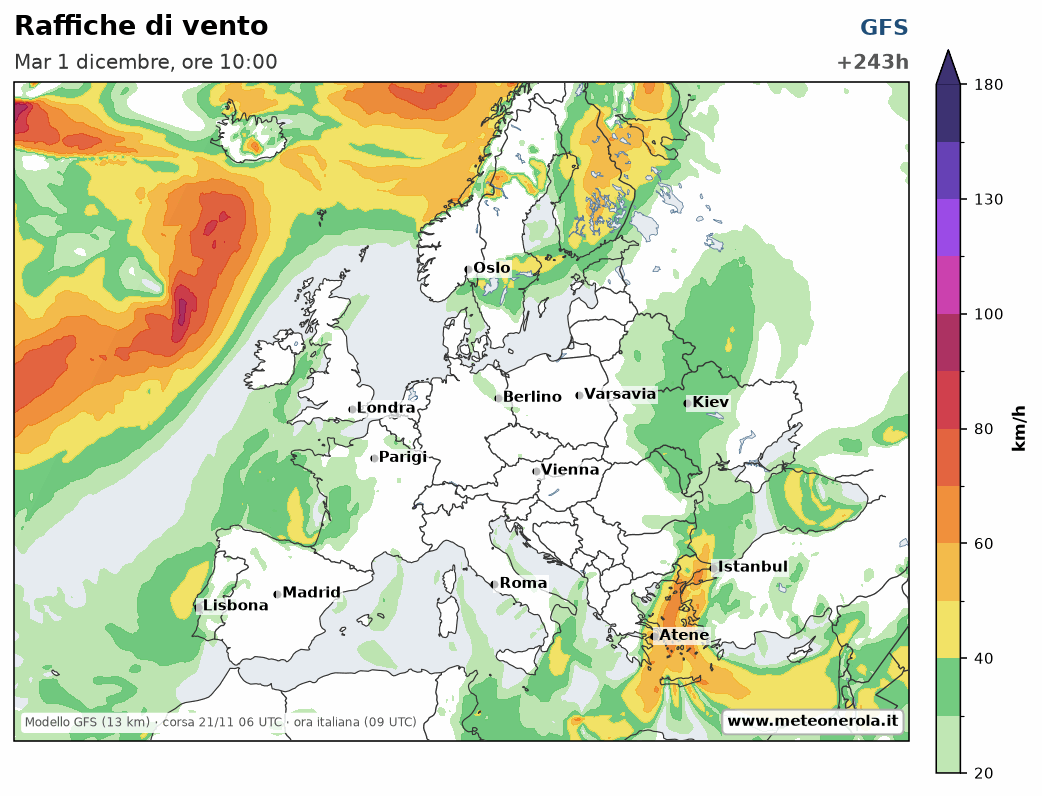 Raffiche di vento
GFS
Mar 1 dicembre, ore 10:00
+243h
180
130
100
80
60
40
20
km/h
Oslo
Londra
Berlino
Varsavia
Kiev
Parigi
Vienna
Madrid
Lisbona
Roma
Istanbul
Atene
Modello GFS (13 km) · corsa 21/11 06 UTC · ora italiana (09 UTC)
www.meteonerola.it